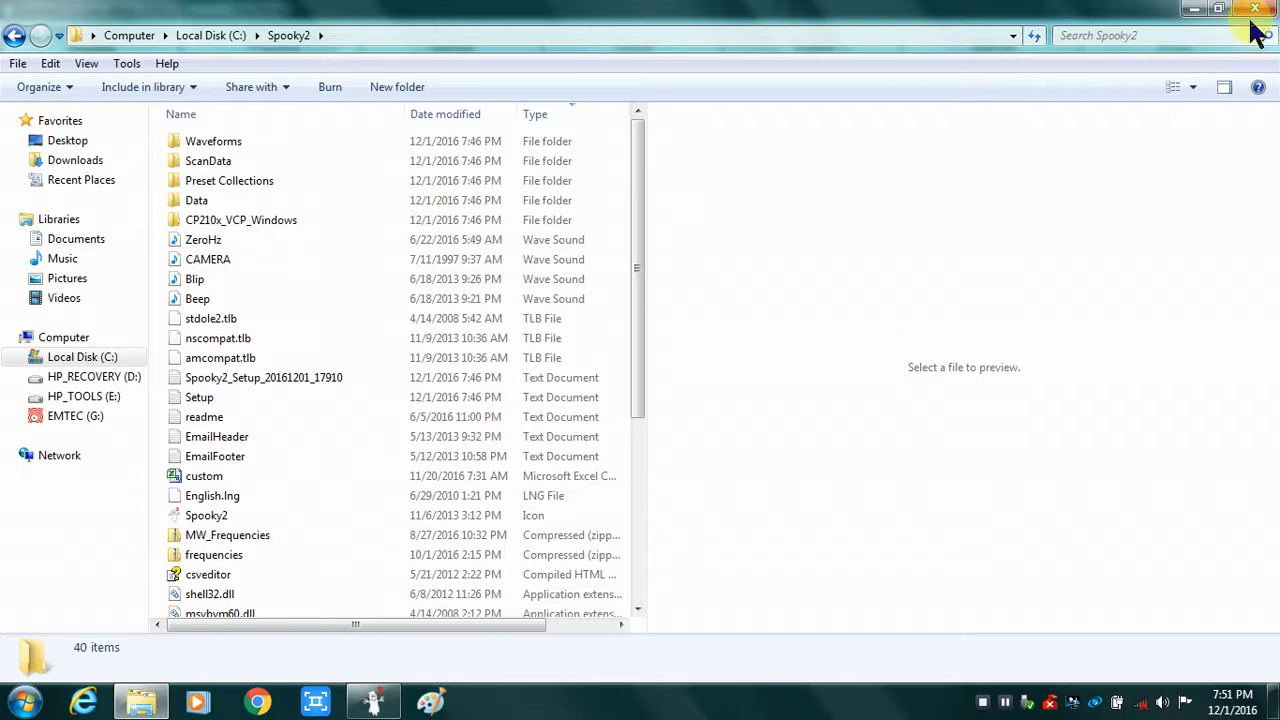 Computer Local Disk (C:) Spooky2 Search Spooky2
File Edit View Tools Help
Organize Include in library Share with Burn New folder
Name Date modified Type
Favorites
Desktop
Downloads
Recent Places
Libraries
Documents
Music
Pictures
Videos
Computer
Local Disk (C:)
HP_RECOVERY (D:)
HP_TOOLS (E:)
EMTEC (G:)
Network
Waveforms 12/1/2016 7:46 PM File folder
ScanData 12/1/2016 7:46 PM File folder
Preset Collections 12/1/2016 7:46 PM File folder
Data 12/1/2016 7:46 PM File folder
CP210x_VCP_Windows 12/1/2016 7:46 PM File folder
ZeroHz 6/22/2016 5:49 AM Wave Sound
CAMERA 7/11/1997 9:37 AM Wave Sound
Blip 6/18/2013 9:26 PM Wave Sound
Beep 6/18/2013 9:21 PM Wave Sound
stdole2.tlb 4/14/2008 5:42 AM TLB File
nscompat.tlb 11/9/2013 10:36 AM TLB File
amcompat.tlb 11/9/2013 10:36 AM TLB File
Spooky2_Setup_20161201_17910 12/1/2016 7:46 PM Text Document
Setup 12/1/2016 7:46 PM Text Document
readme 6/5/2016 11:00 PM Text Document
EmailHeader 5/13/2013 9:32 PM Text Document
EmailFooter 5/12/2013 10:58 PM Text Document
custom 11/20/2016 7:31 AM Microsoft Excel C...
English.lng 6/29/2010 1:21 PM LNG File
Spooky2 11/6/2013 3:12 PM Icon
MW_Frequencies 8/27/2016 10:32 PM Compressed (zipp...
frequencies 10/1/2016 2:15 PM Compressed (zipp...
csveditor 5/21/2012 2:22 PM Compiled HTML ...
shell32.dll 6/8/2012 11:26 PM Application extens...
msvbvm60.dll 4/14/2008 2:12 PM Application extens...
Select a file to preview.
40 items
7:51 PM
12/1/2016